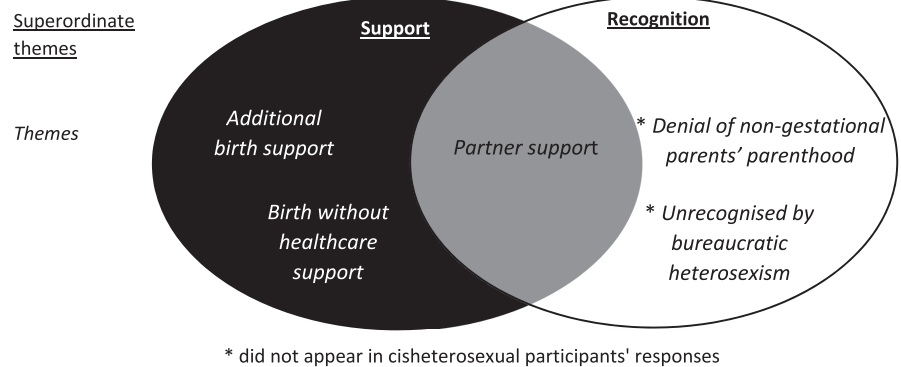 Superordinate
themes
Support
Recognition
Themes
Additional
birth support
Birth without
healthcare
support
Partner support
* Denial of non-gestational
parents’ parenthood
* Unrecognised by
bureaucratic
heterosexism
* did not appear in cisheterosexual participants' responses